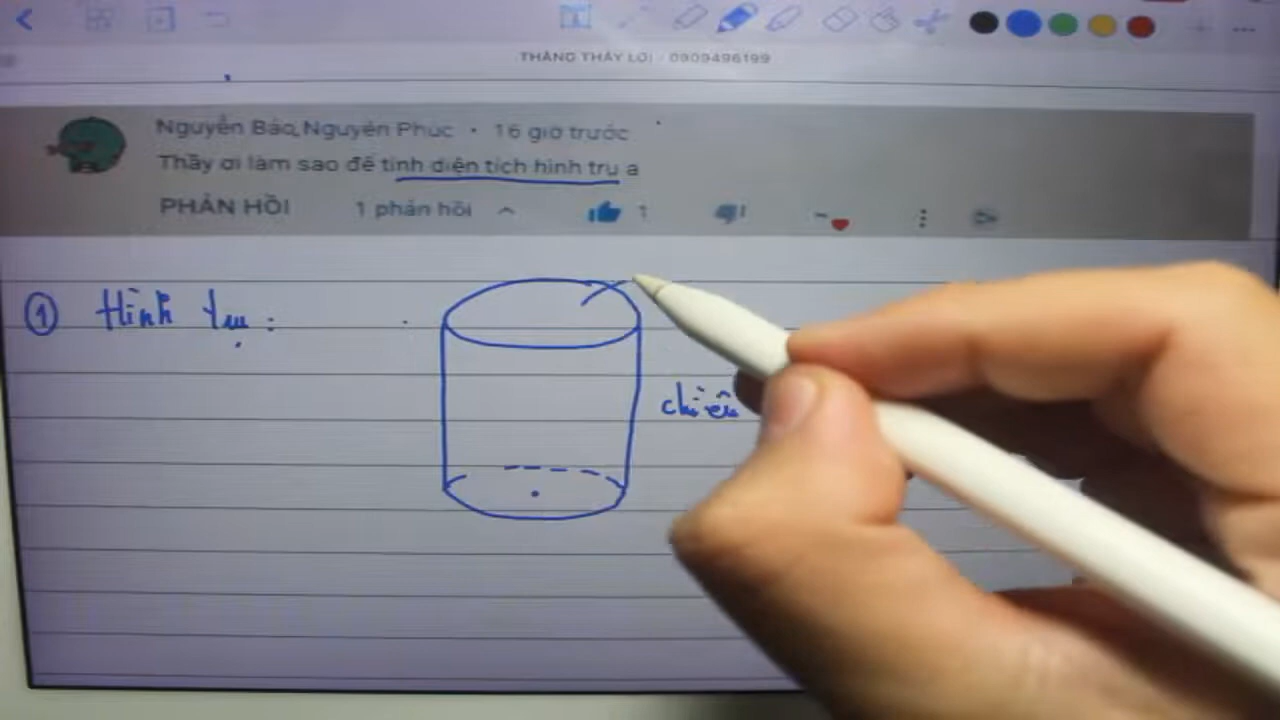 THẮNG THẦY LỢI - 0909496199
Nguyễn Bảo Nguyên Phúc • 16 giờ trước
Thầy ơi làm sao để tính diện tích hình trụ ạ
PHẢN HỒI 1 phản hồi 1
1 Hình trụ :
chiều